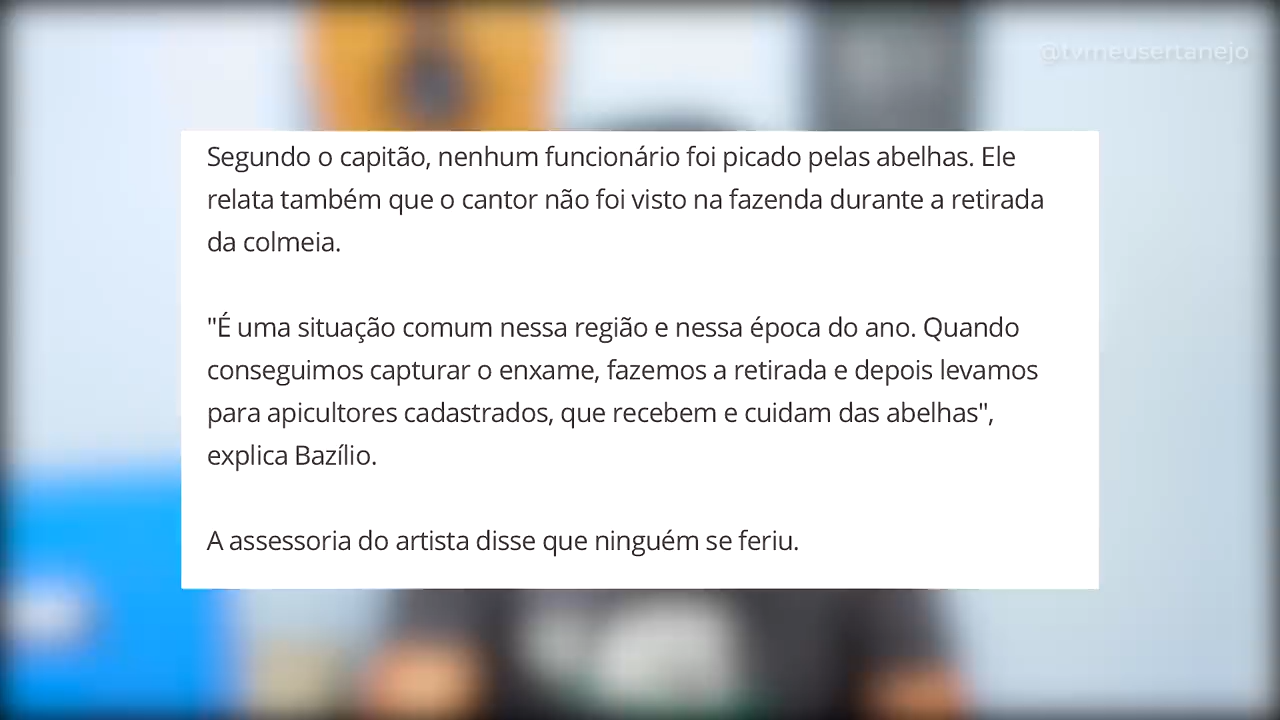 @tvmeusertanejo
Segundo o capitão, nenhum funcionário foi picado pelas abelhas. Ele
relata também que o cantor não foi visto na fazenda durante a retirada
da colmeia.
"É uma situação comum nessa região e nessa época do ano. Quando
conseguimos capturar o enxame, fazemos a retirada e depois levamos
para apicultores cadastrados, que recebem e cuidam das abelhas",
explica Bazílio.
A assessoria do artista disse que ninguém se feriu.